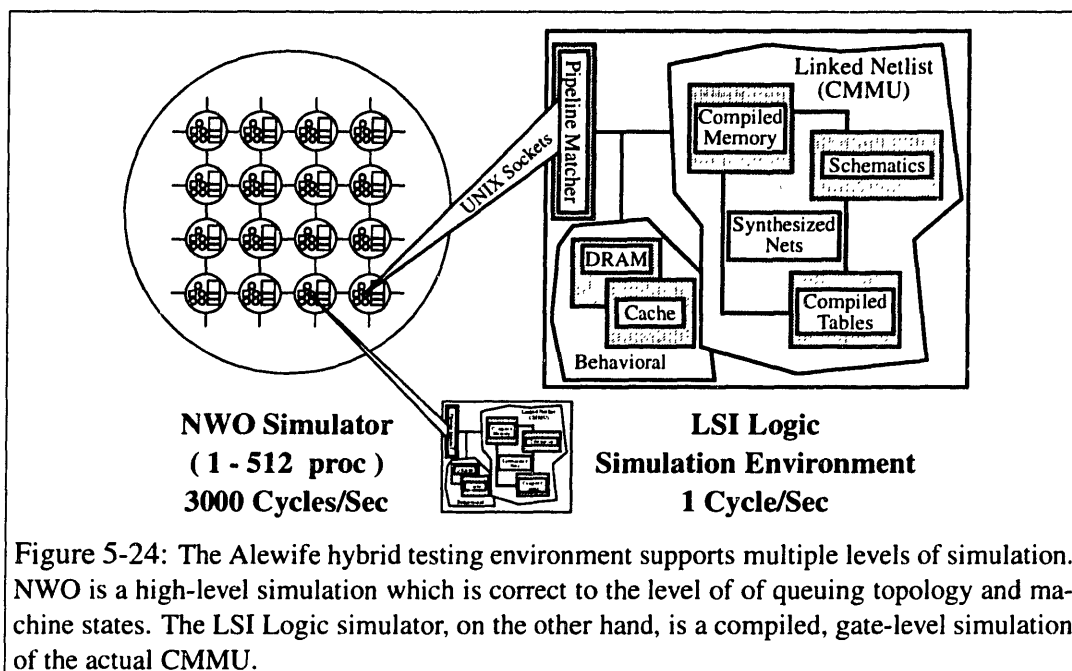 Pipeline Matcher
UNIX Sockets
Linked Netlist
(CMMU)
Compiled
Memory
Schematics
Synthesized
Nets
DRAM
Cache
Compiled
Tables
Behavioral
NWO Simulator
( 1 - 512 proc )
3000 Cycles/Sec
LSI Logic
Simulation Environment
1 Cycle/Sec
Figure 5-24: The Alewife hybrid testing environment supports multiple levels of simulation.
NWO is a high-level simulation which is correct to the level of of queuing topology and ma-
chine states. The LSI Logic simulator, on the other hand, is a compiled, gate-level simulation
of the actual CMMU.